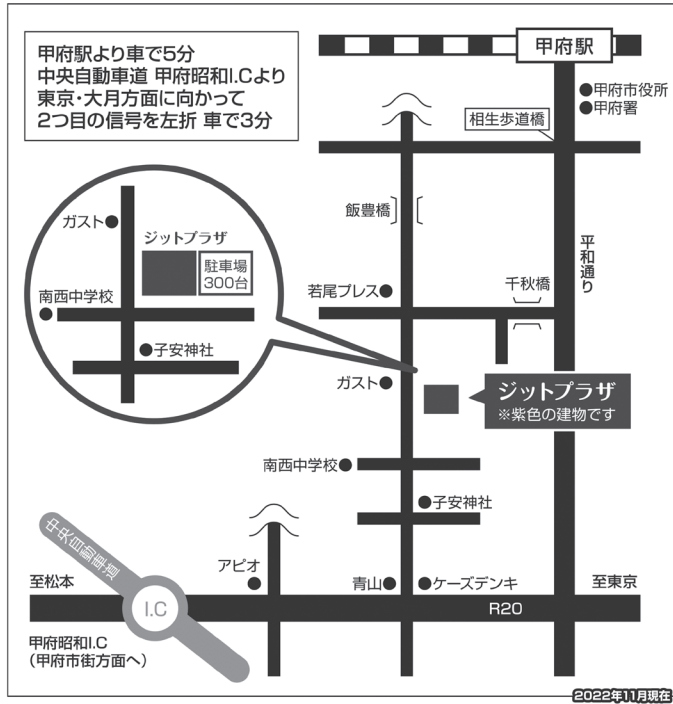 甲府駅より車で5分
中央自動車道 甲府昭和I.Cより
東京・大月方面に向かって
2つ目の信号を左折 車で3分
甲府駅
甲府市役所
甲府署
相生歩道橋
飯豊橋
平和通り
千秋橋
若尾プレス
ガスト
ジットプラザ
駐車場
300台
南西中学校
子安神社
ガスト
ジットプラザ
※紫色の建物です
南西中学校
子安神社
中央自動車道
アピオ
青山
ケーズデンキ
至松本
至東京
I.C
R20
甲府昭和I.C
（甲府市街方面へ）
2022年11月現在